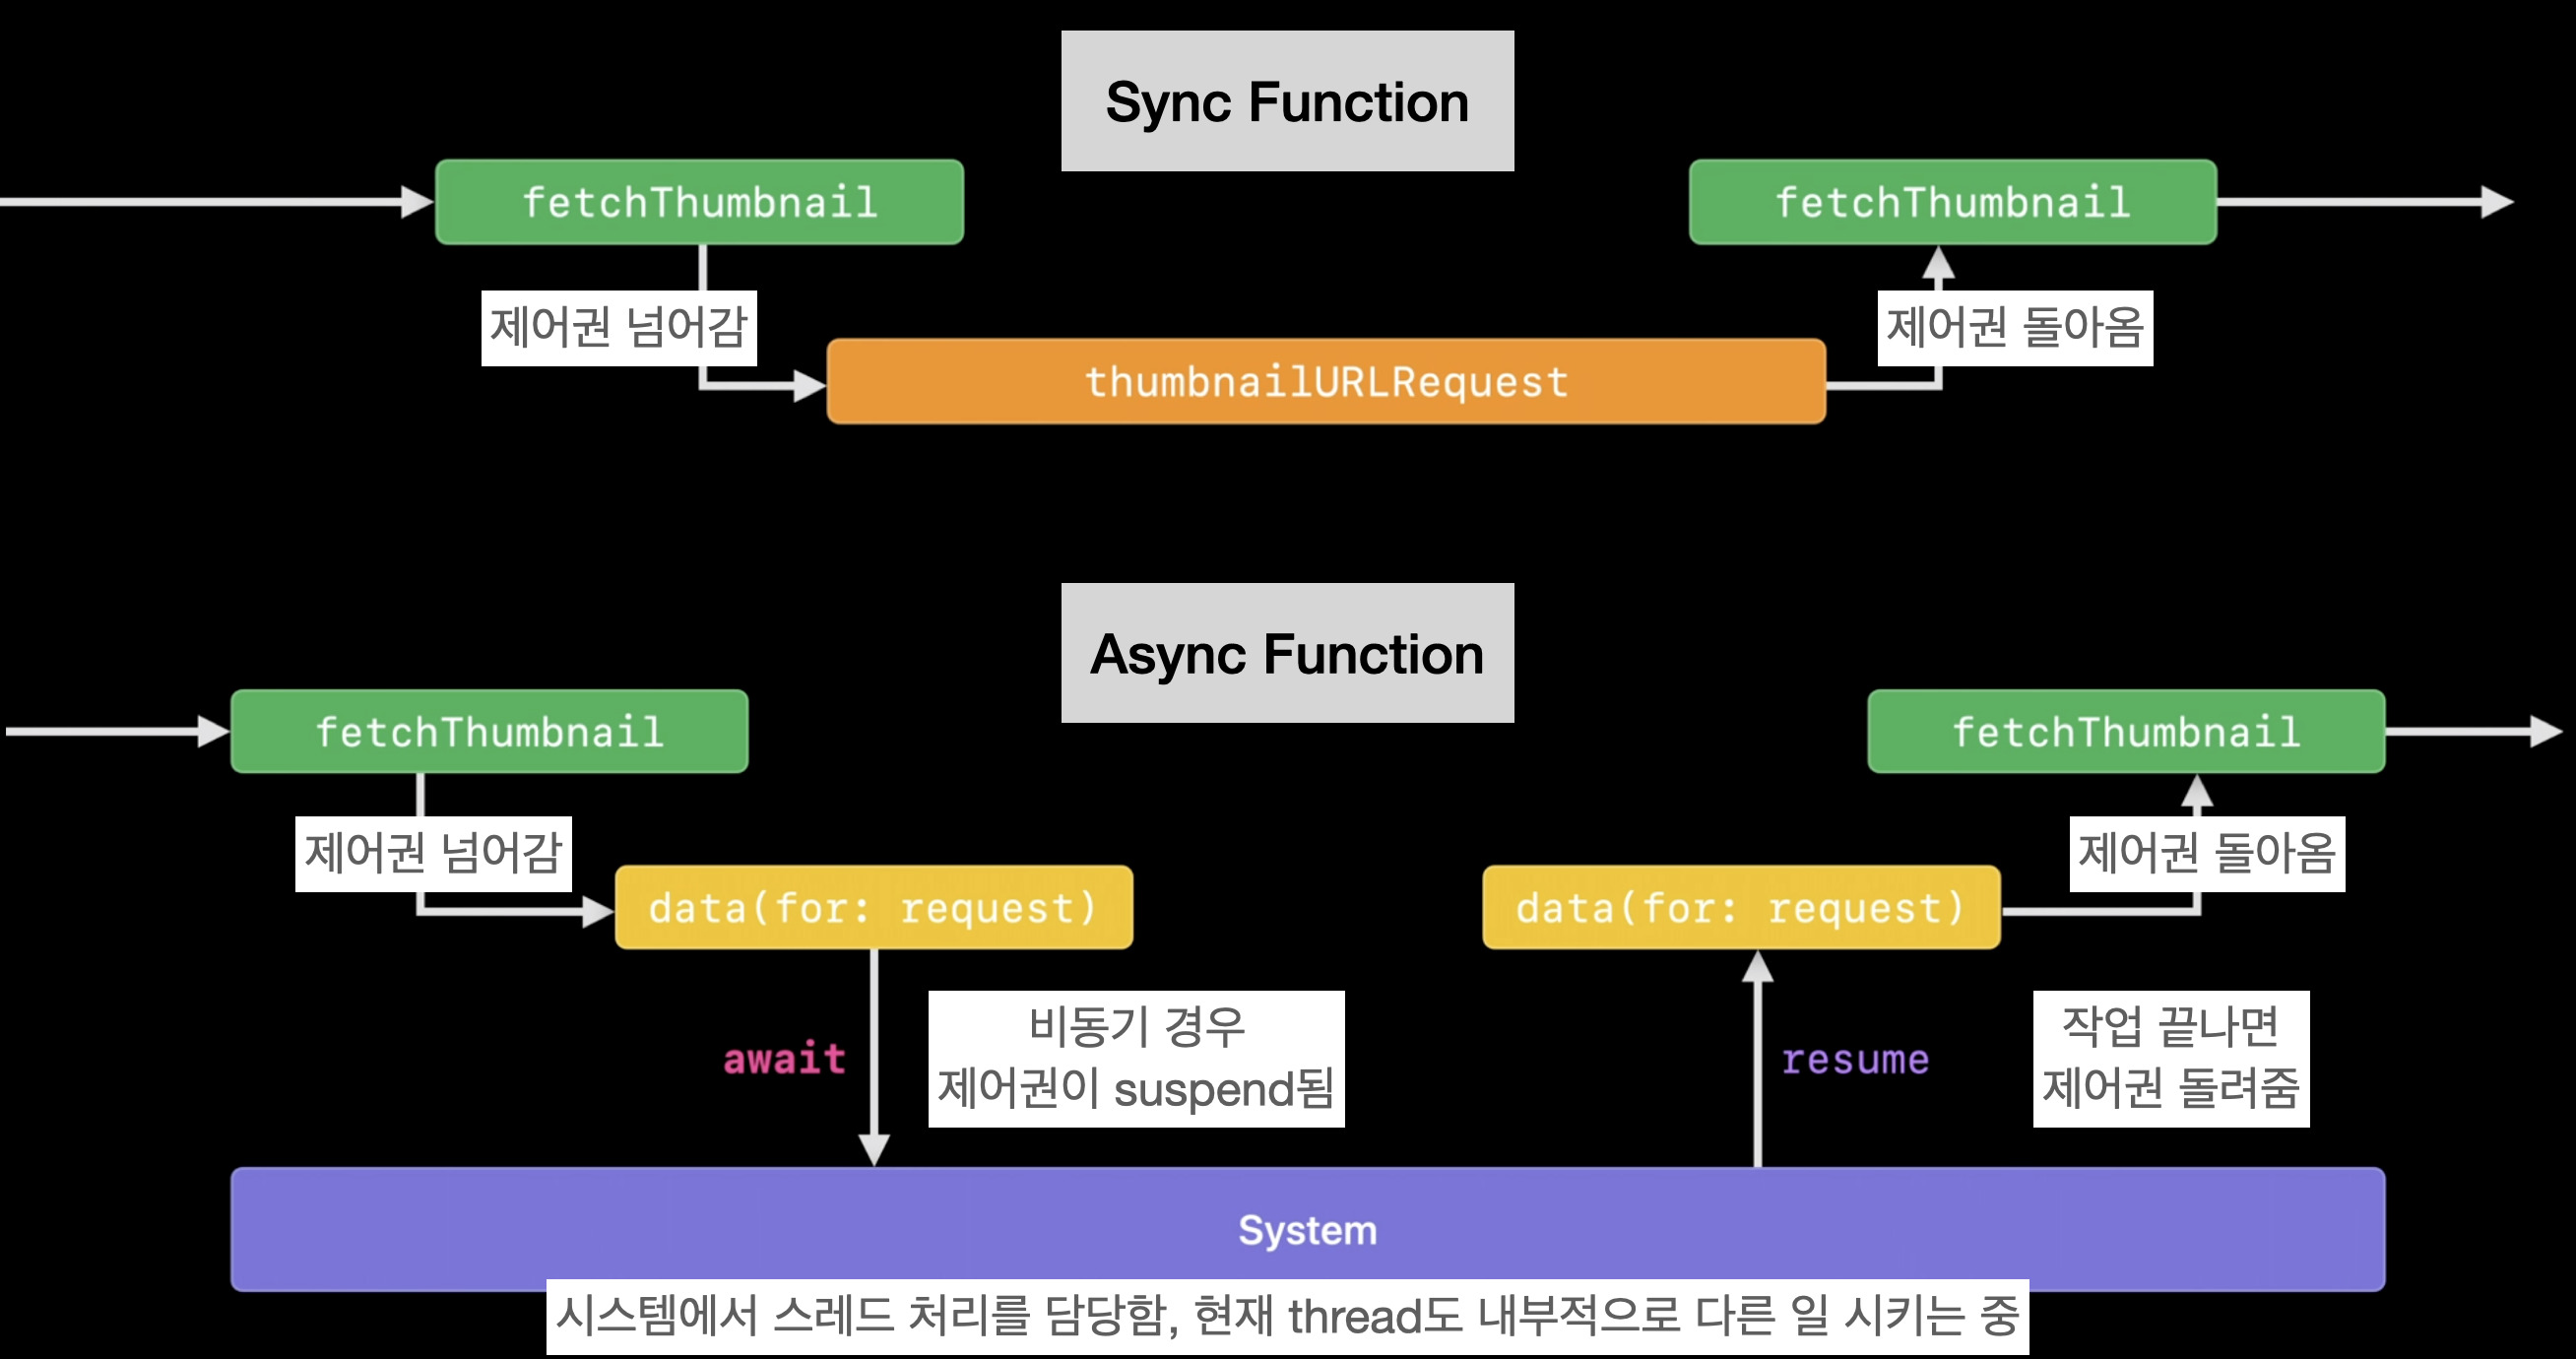 Sync Function
fetchThumbnail
fetchThumbnail
제어권 넘어감
제어권 돌아옴
thumbnailURLRequest
Async Function
fetchThumbnail
fetchThumbnail
제어권 넘어감
제어권 돌아옴
data(for: request)
data(for: request)
await
비동기 경우
제어권이 suspend됨
resume
작업 끝나면
제어권 돌려줌
System
시스템에서 스레드 처리를 담당함, 현재 thread도 내부적으로 다른 일 시키는 중